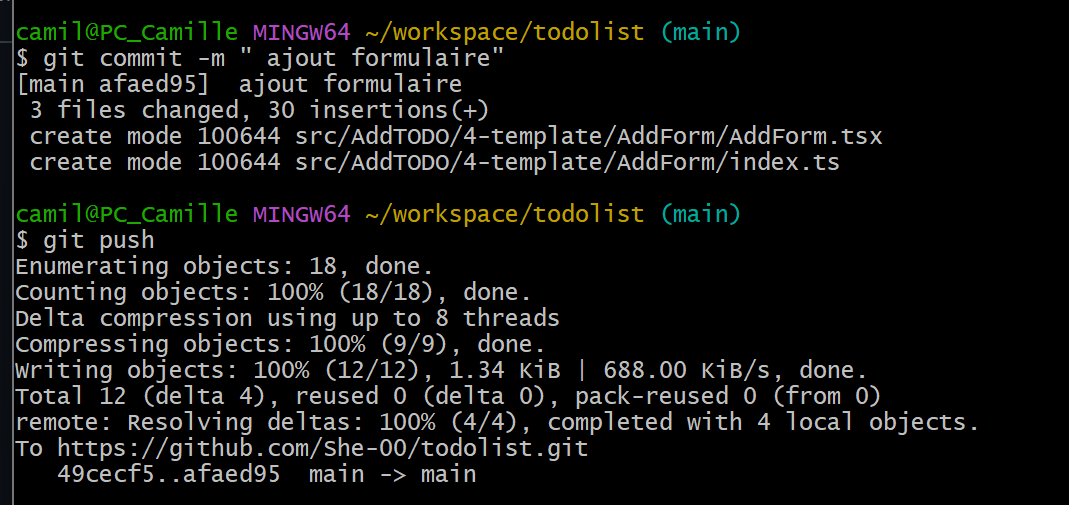 camil@PC_Camille MINGW64 ~/workspace/todolist (main)
$ git commit -m " ajout formulaire"
[main afaed95]  ajout formulaire
 3 files changed, 30 insertions(+)
 create mode 100644 src/AddTODO/4-template/AddForm/AddForm.tsx
 create mode 100644 src/AddTODO/4-template/AddForm/index.ts

camil@PC_Camille MINGW64 ~/workspace/todolist (main)
$ git push
Enumerating objects: 18, done.
Counting objects: 100% (18/18), done.
Delta compression using up to 8 threads
Compressing objects: 100% (9/9), done.
Writing objects: 100% (12/12), 1.34 KiB | 688.00 KiB/s, done.
Total 12 (delta 4), reused 0 (delta 0), pack-reused 0 (from 0)
remote: Resolving deltas: 100% (4/4), completed with 4 local objects.
To https://github.com/She-00/todolist.git
   49cecf5..afaed95  main -> main